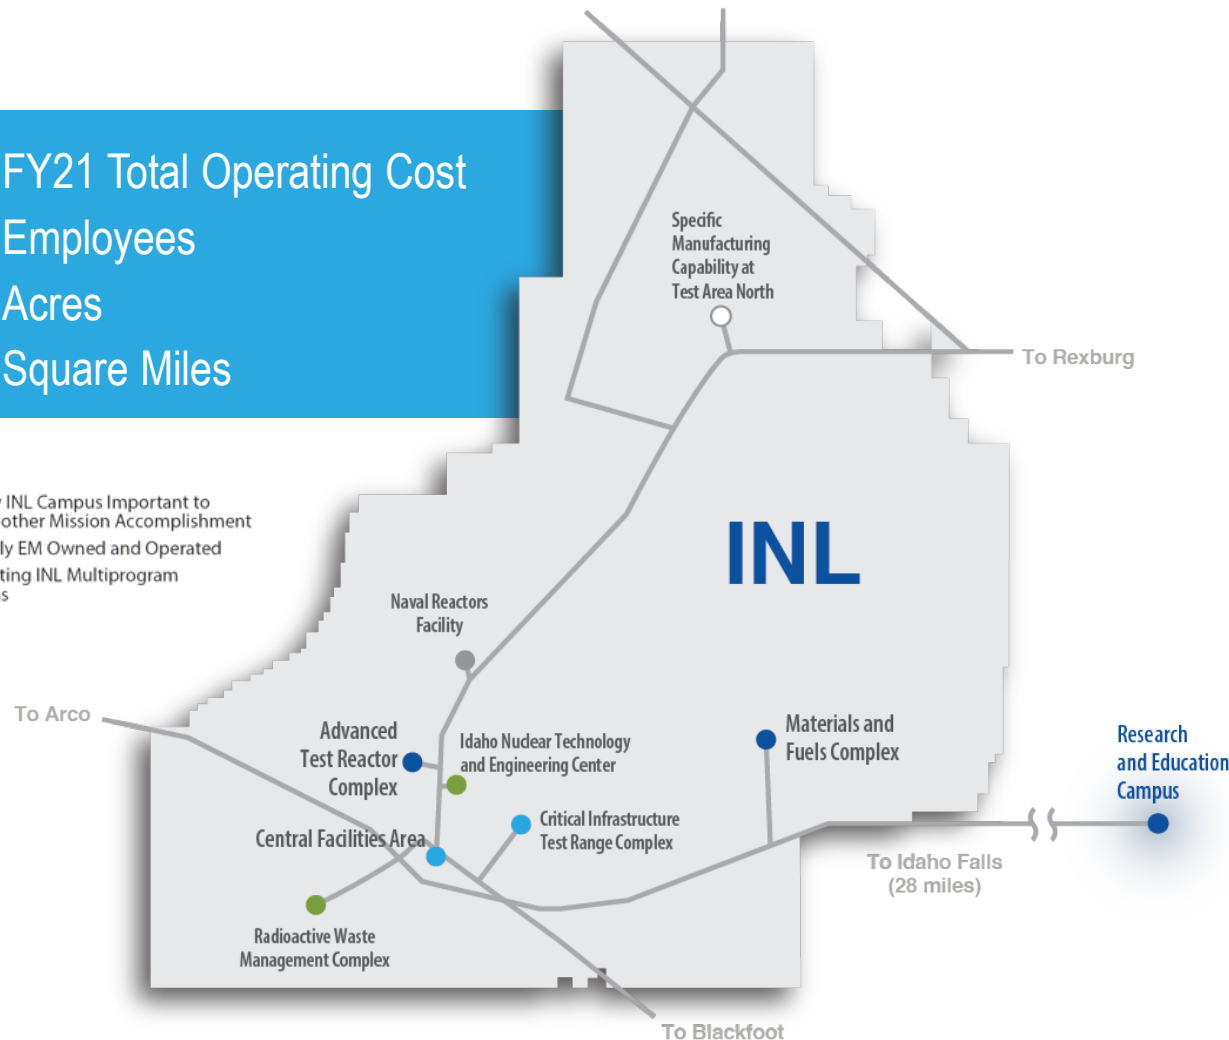 FY21 Total Operating Cost
Employees
Acres
Square Miles
Specific
Manufacturing
Capability at
Test Area North
To Rexburg
INL Campus Important to
other Mission Accomplishment
ly EM Owned and Operated
ting INL Multiprogram
s
INL
Naval Reactors
Facility
To Arco
Advanced
Test Reactor
Complex
Idaho Nuclear Technology
and Engineering Center
Materials and
Fuels Complex
Research
and Education
Campus
Central Facilities Area
Critical Infrastructure
Test Range Complex
To Idaho Falls
(28 miles)
Radioactive Waste
Management Complex
To Blackfoot